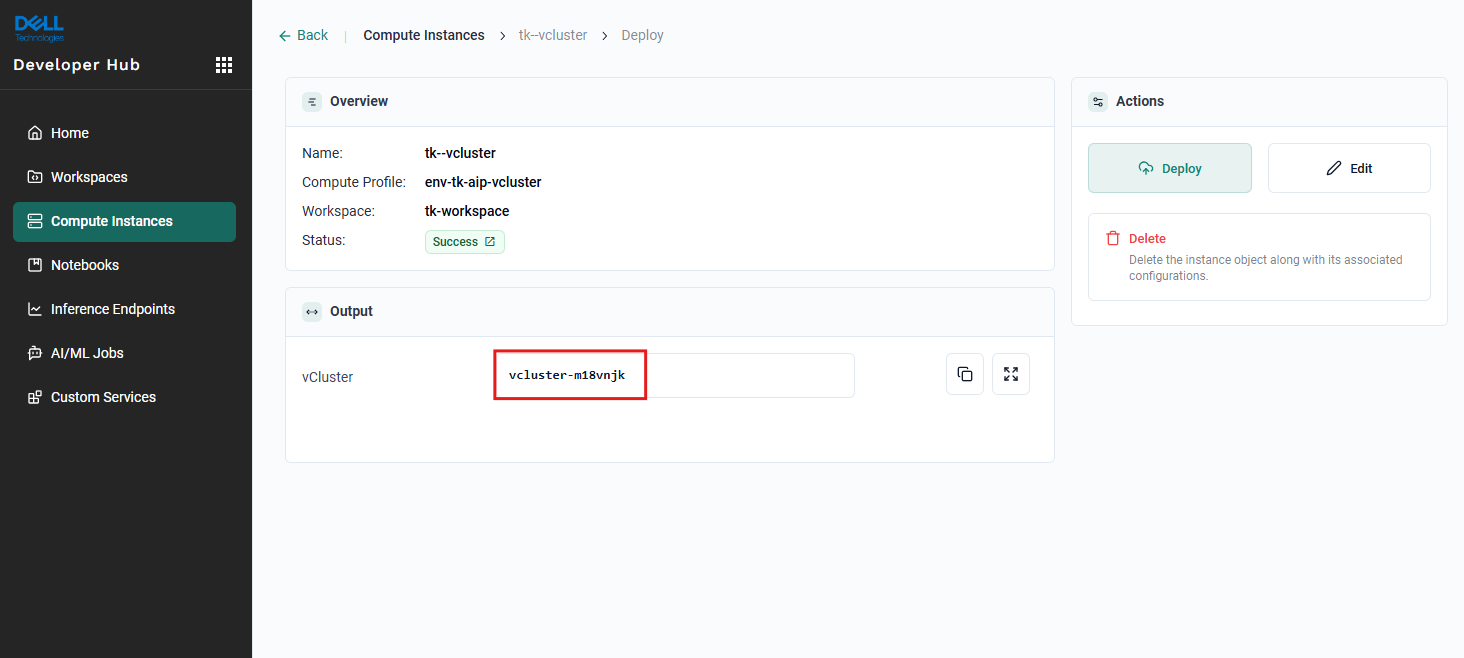 DELL
Technologies
Developer Hub
Home
Workspaces
Compute Instances
Notebooks
Inference Endpoints
AI/ML Jobs
Custom Services
Back | Compute Instances > tk--vcluster > Deploy
Overview
Name: tk--vcluster
Compute Profile: env-tk-aip-vcluster
Workspace: tk-workspace
Status: Success
Output
vCluster vcluster-m18vnjk
Actions
Deploy Edit
Delete
Delete the instance object along with its associated
configurations.